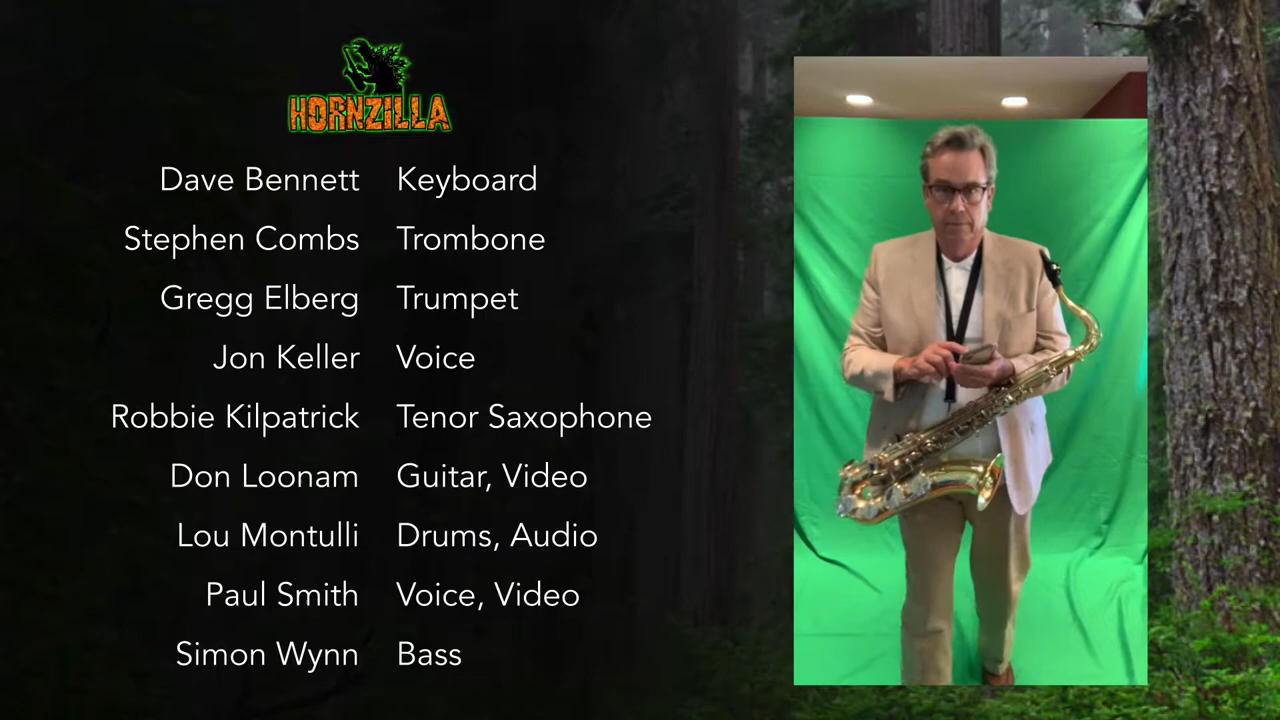 HORNZILLA
Dave Bennett Keyboard
Stephen Combs Trombone
Gregg Elberg Trumpet
Jon Keller Voice
Robbie Kilpatrick Tenor Saxophone
Don Loonam Guitar, Video
Lou Montulli Drums, Audio
Paul Smith Voice, Video
Simon Wynn Bass